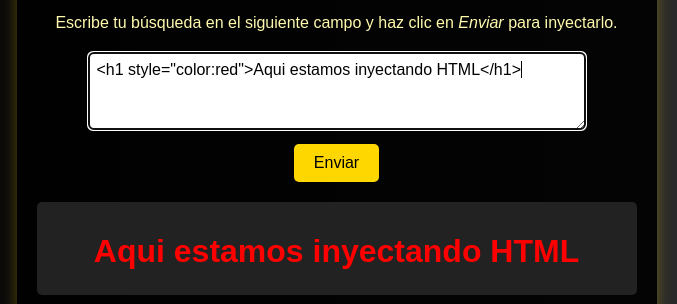 Escribe tu búsqueda en el siguiente campo y haz clic en Enviar para inyectarlo.
<h1 style="color:red">Aqui estamos inyectando HTML</h1>
Enviar
Aqui estamos inyectando HTML